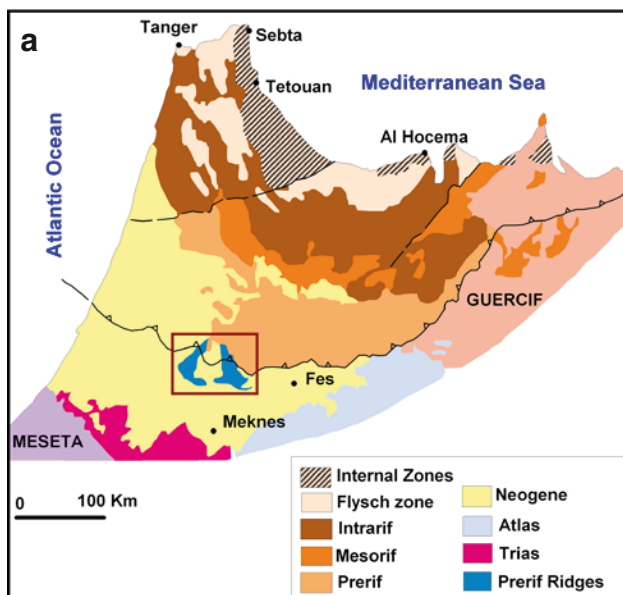 a
Tanger
Sebta
Tetouan
Mediterranean Sea
Al Hocema
Atlantic Ocean
GUERCIF
Fes
Meknes
MESETA
0 100 Km
Internal Zones
Flysch zone
Intrarif
Mesorif
Prerif
Neogene
Atlas
Trias
Prerif Ridges